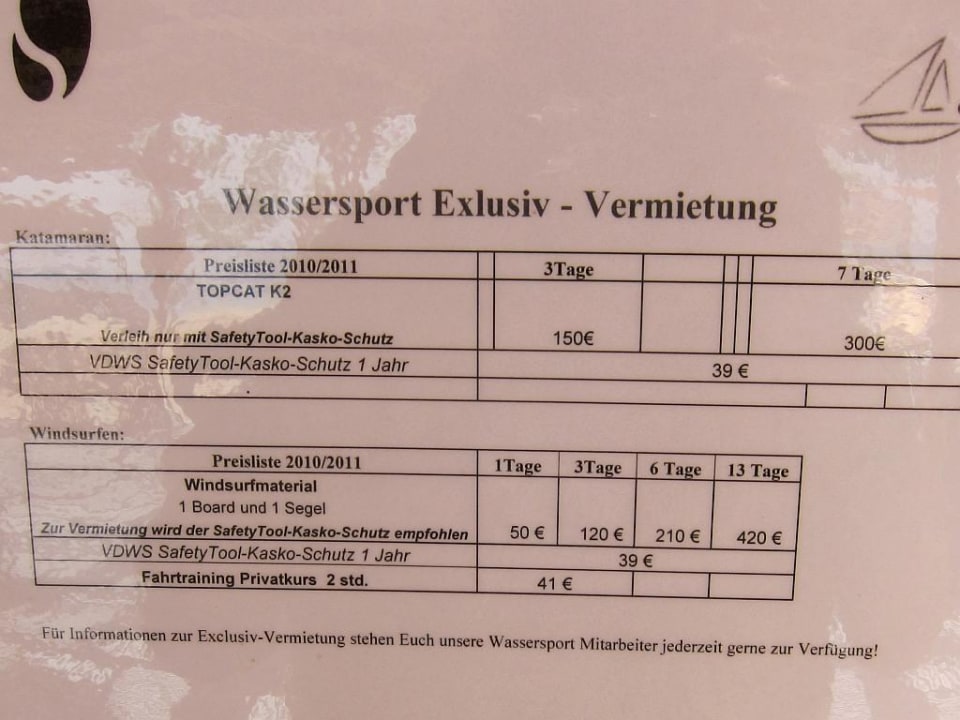 Wassersport Exlusiv - Vermietung
Katamaran:
Preisliste 2010/2011 3Tage 7 Tage
TOPCAT K2
Verleih nur mit SafetyTool-Kasko-Schutz 150€ 300€
VDWS SafetyTool-Kasko-Schutz 1 Jahr 39 €
.
Windsurfen:
Preisliste 2010/2011 1Tage 3Tage 6 Tage 13 Tage
Windsurfmaterial
1 Board und 1 Segel
Zur Vermietung wird der SafetyTool-Kasko-Schutz empfohlen 50 € 120 € 210 € 420 €
VDWS SafetyTool-Kasko-Schutz 1 Jahr 39 €
Fahrtraining Privatkurs 2 std. 41 €
Für Informationen zur Exclusiv-Vermietung stehen Euch unsere Wassersport Mitarbeiter jederzeit gerne zur Verfügung!